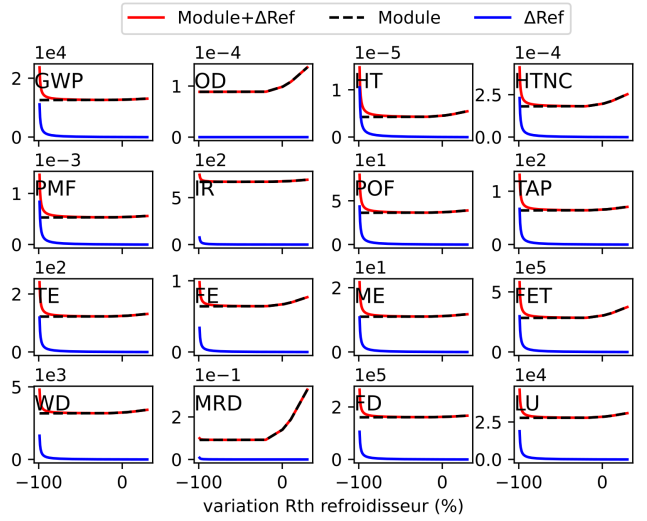 Module+ΔRef Module ΔRef
1e4 1e−4 1e−5 1e−4
GWP OD HT HTNC
2 1 1 2.5
0 0 0 0.0
1e−3 1e2 1e1 1e2
PMF IR POF TAP
1 5 5 1
0 0 0 0
1e2 1e1 1e5
TE FE ME FET
2 1 2 5
0 0 0 0
1e3 1e−1 1e5 1e4
WD MRD FD LU
5 2 2 2.5
0 0 0 0.0
−100 0 −100 0 −100 0 −100 0
variation Rth refroidisseur (%)